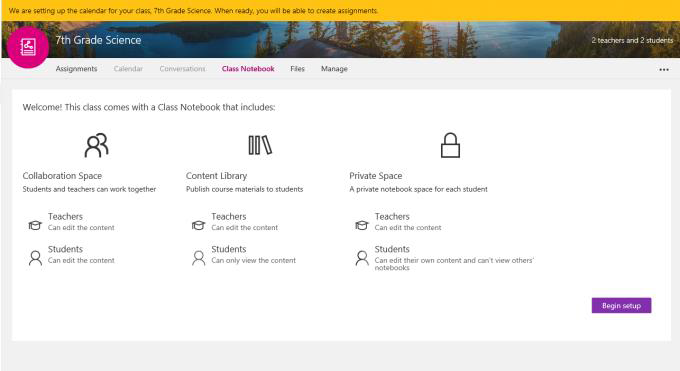 We are setting up the calendar for your class, 7th Grade Science. When ready, you will be able to create assignments.
7th Grade Science
2 teachers and 2 students
Assignments Calendar Conversations Class Notebook Files Manage
Welcome! This class comes with a Class Notebook that includes:
Collaboration Space
Students and teachers can work together
Teachers
Can edit the content
Students
Can edit the content
Content Library
Publish course materials to students
Teachers
Can edit the content
Students
Can only view the content
Private Space
A private notebook space for each student
Teachers
Can edit the content
Students
Can edit their own content and can't view others'
notebooks
Begin setup